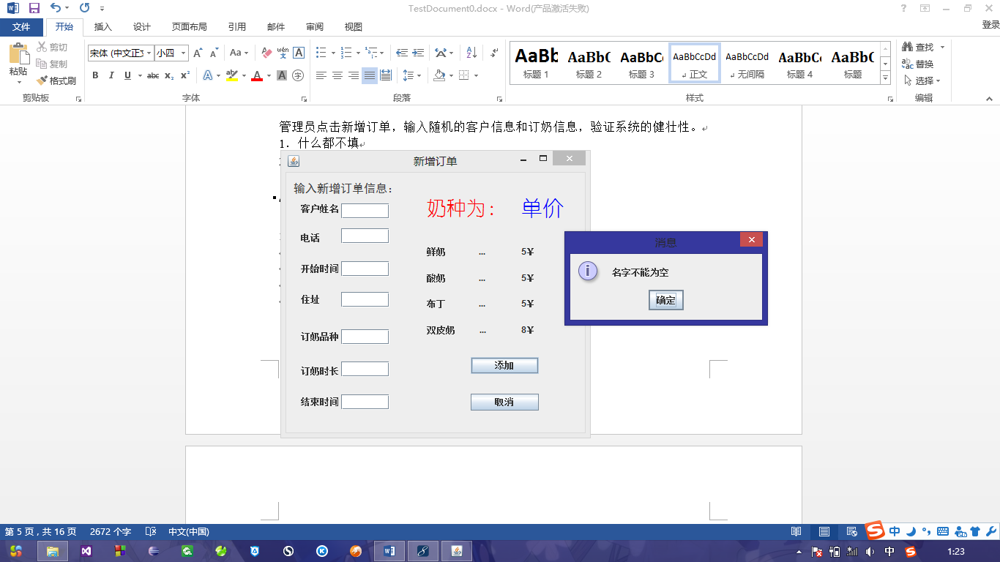 TestDocument0.docx - Word(产品激活失败)
文件 开始 插入 设计 页面布局 引用 邮件 审阅 视图 登录
粘贴
剪切
复制
格式刷
剪贴板
宋体 (中文正文 小四
字体
段落
AaBb 标题 1
AaBbC 标题 2
AaBbCc 标题 3
AaBbCcDd 正文
AaBbCcDd 无间隔
AaBbCc 标题 4
AaBbC 标题
样式
查找
替换
选择
编辑
管理员点击新增订单，输入随机的客户信息和订奶信息，验证系统的健壮性。
1. 什么都不填
新增订单
输入新增订单信息：
奶种为： 单价
客户姓名
电话
开始时间
住址
订奶品种
订奶时长
结束时间
鲜奶 ... 5¥
酸奶 ... 5¥
布丁 ... 5¥
双皮奶 ... 8¥
添加
取消
消息
名字不能为空
确定
第 5 页，共 16 页 2672 个字 中文(中国)
中
中
1:23